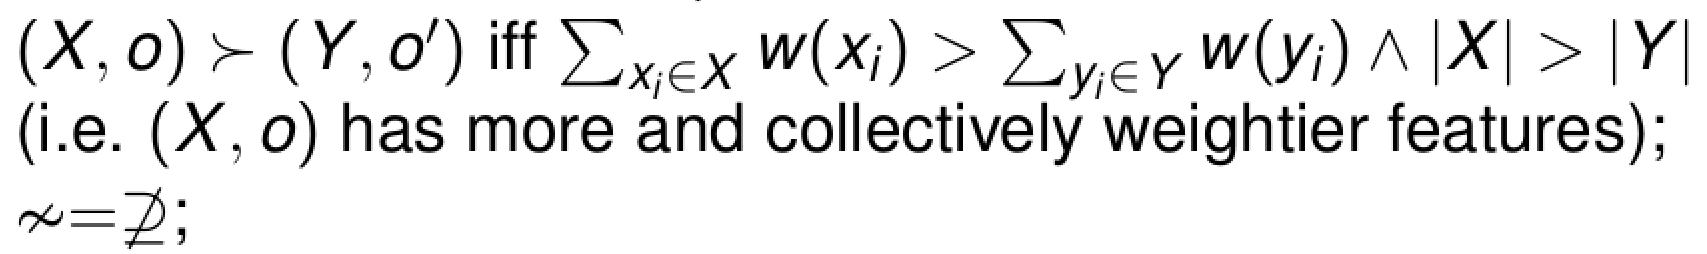 (X, o) ≻ (Y, o′) iff ∑_{x_i∈X} w(x_i) > ∑_{y_i∈Y} w(y_i) ∧ |X| > |Y|
(i.e. (X, o) has more and collectively weightier features);
≁=⊉;